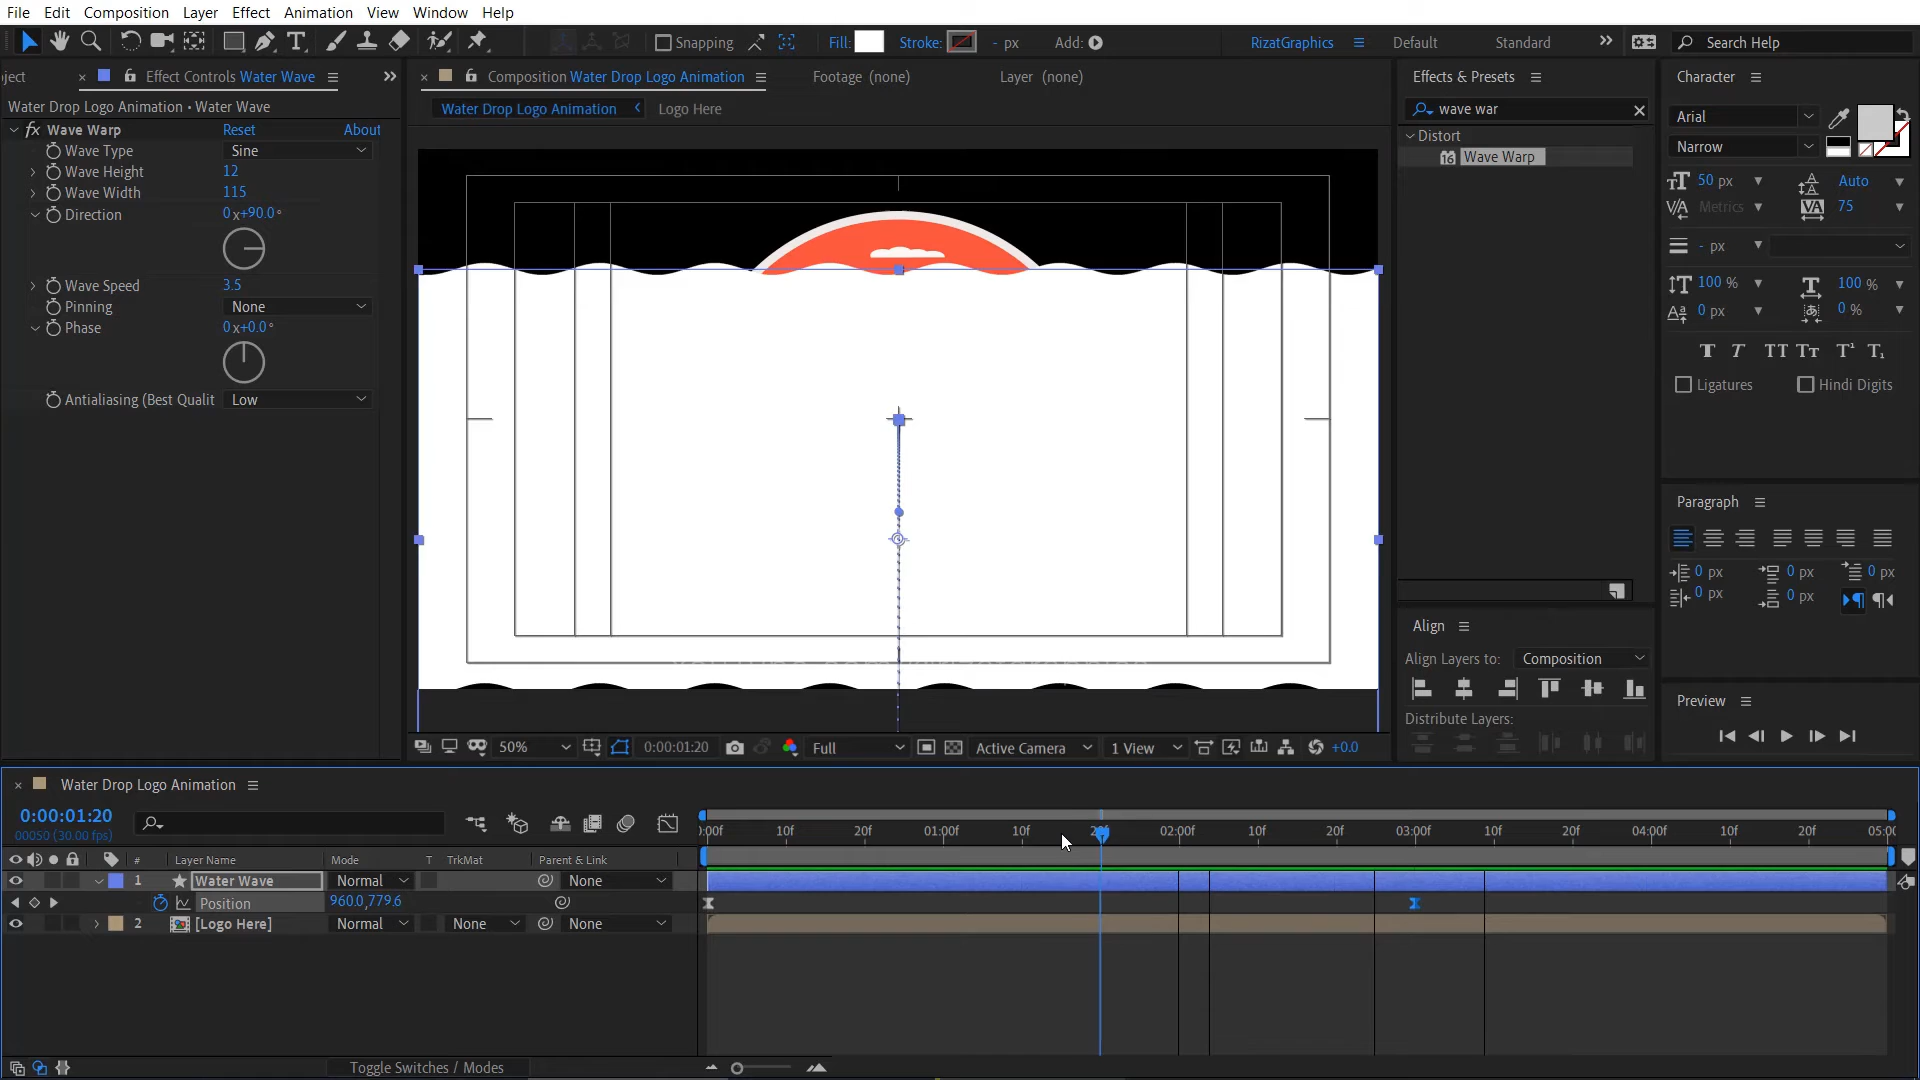 File Edit Composition Layer Effect Animation View Window Help
Snapping Fill: Stroke: - px Add: RizatGraphics Default Standard Search Help
ject Effect Controls Water Wave Composition Water Drop Logo Animation Footage (none) Layer (none) Effects & Presets Character
Water Drop Logo Animation • Water Wave Water Drop Logo Animation Logo Here wave war Arial
fx Wave Warp Reset About Distort
Wave Type Sine 16 Wave Warp Narrow
Wave Height 12 50 px Auto
Wave Width 115 Metrics 75
Direction 0x+90.0° - px
Wave Speed 3.5 100 % 100 %
Pinning None 0 px 0 %
Phase 0x+0.0°
T T TT Tt T¹ T₁
Ligatures Hindi Digits
Antialiasing (Best Qualit Low
Paragraph
0 px 0 px 0 px
0 px 0 px
Align
Align Layers to: Composition
Distribute Layers:
Preview
50% 0:00:01:20 Full Active Camera 1 View +0.0
Water Drop Logo Animation
0:00:01:20
00050 (30.00 fps)
):00f 10f 20f 01:00f 10f 20f 02:00f 10f 20f 03:00f 10f 20f 04:00f 10f 20f 05:00
# Layer Name Mode T TrkMat Parent & Link
1 Water Wave Normal None
Position 960.0,779.6
2 [Logo Here] Normal None None
Toggle Switches / Modes